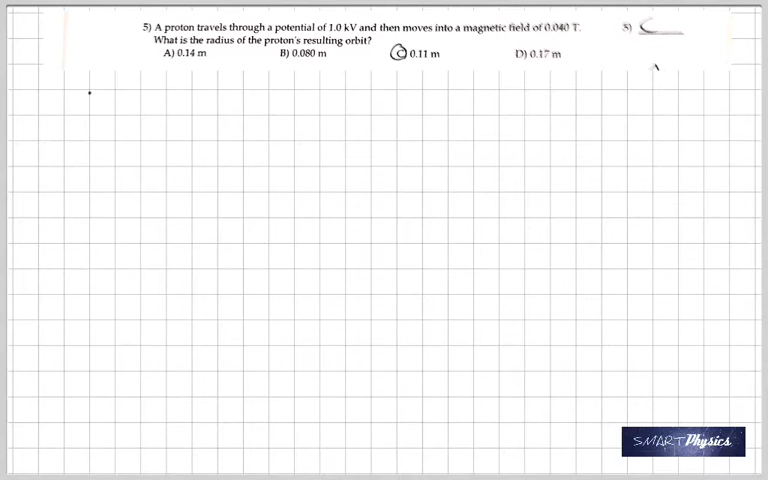 5) A proton travels through a potential of 1.0 kV and then moves into a magnetic field of 0.040 T. 5) C
What is the radius of the proton's resulting orbit?
A) 0.14 m B) 0.080 m C) 0.11 m D) 0.17 m
SMARTPhysics